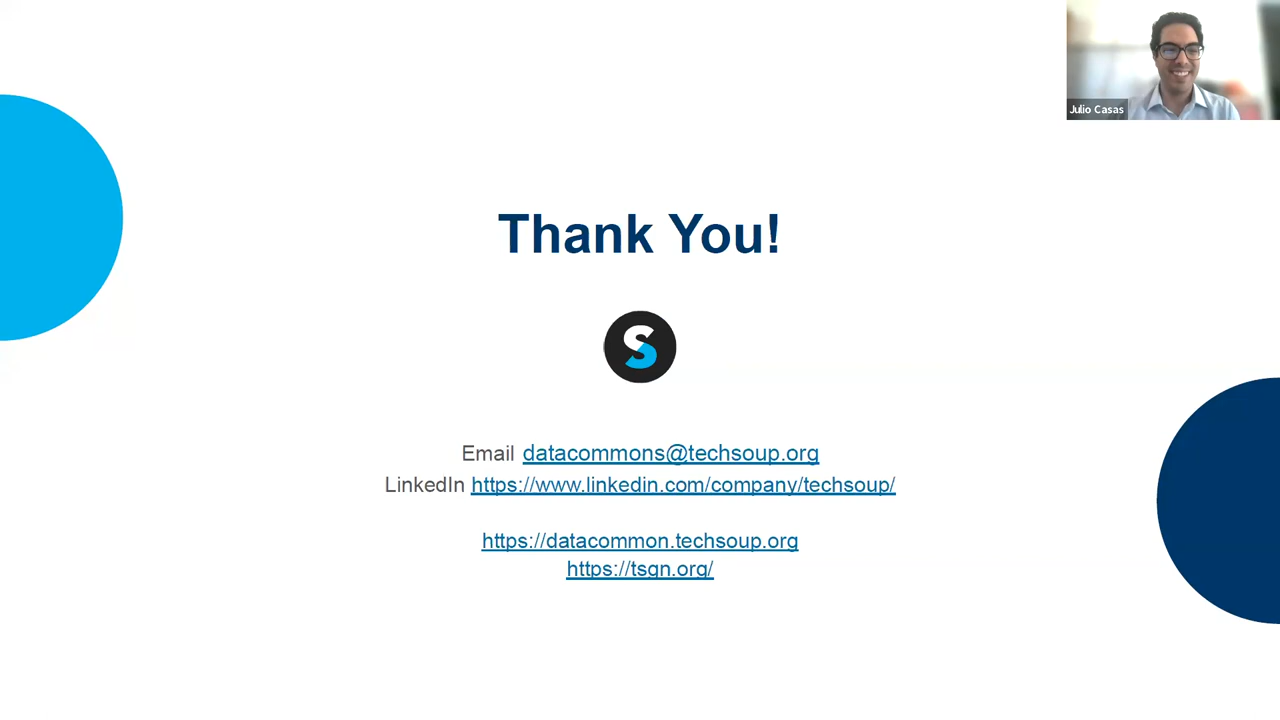 Julio Casas
Thank You!
S
Email datacommons@techsoup.org
LinkedIn https://www.linkedin.com/company/techsoup/
https://datacommon.techsoup.org
https://tsgn.org/